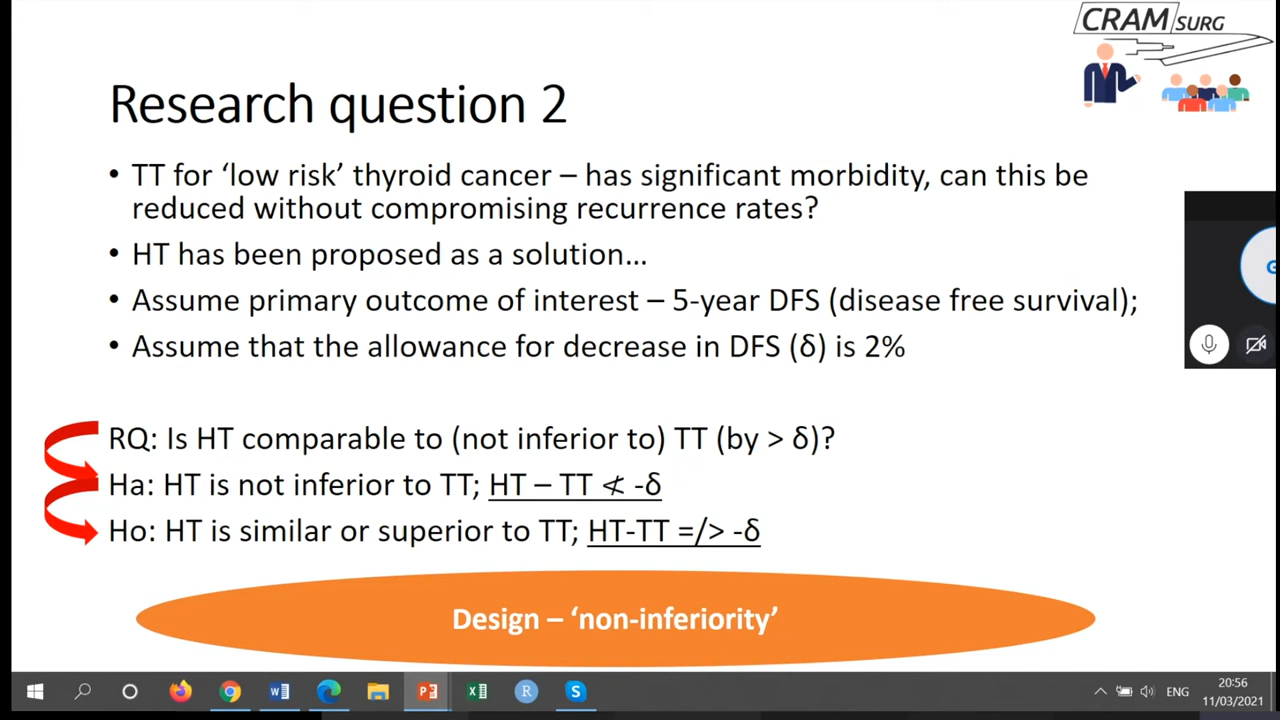 CRAM SURG
Research question 2
• TT for ‘low risk’ thyroid cancer – has significant morbidity, can this be
reduced without compromising recurrence rates?
• HT has been proposed as a solution…
• Assume primary outcome of interest – 5-year DFS (disease free survival);
• Assume that the allowance for decrease in DFS (δ) is 2%
RQ: Is HT comparable to (not inferior to) TT (by > δ)?
Ha: HT is not inferior to TT; HT – TT ≮ -δ
Ho: HT is similar or superior to TT; HT-TT =/> -δ
Design – ‘non-inferiority’
ENG
20:56
11/03/2021